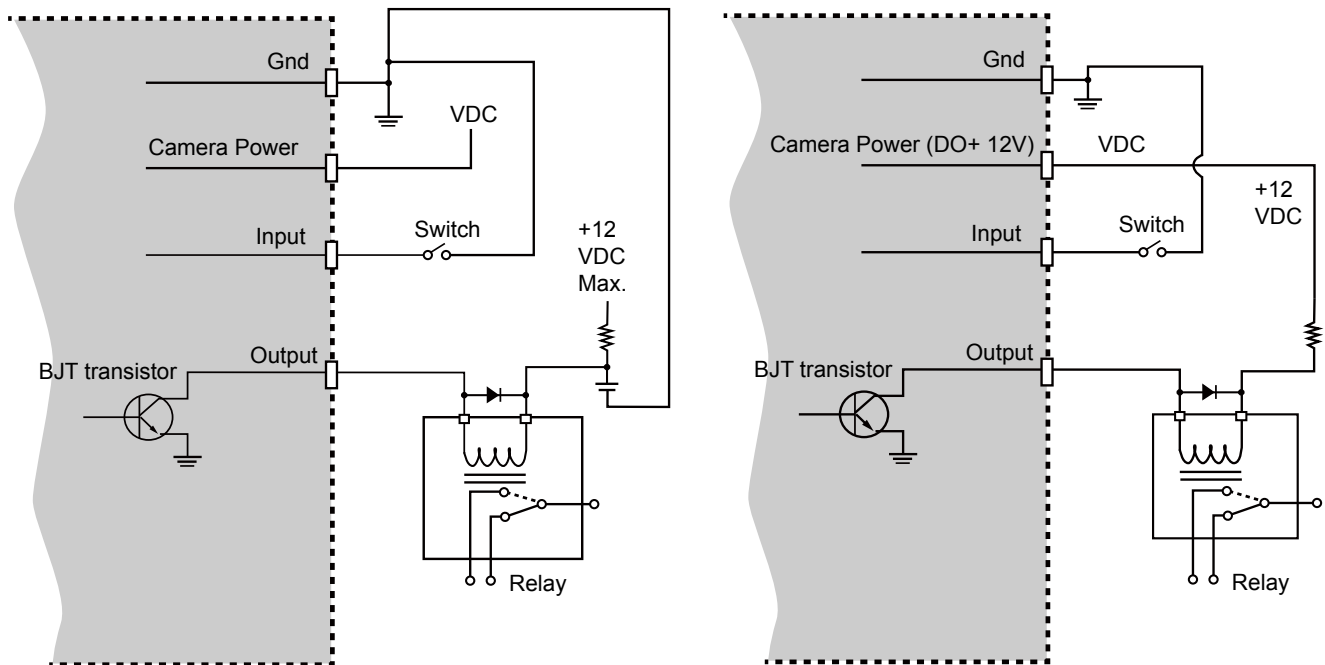 Gnd
VDC
Camera Power
Input
Switch
+12
VDC
Max.
Output
BJT transistor
Relay
Gnd
Camera Power (DO+ 12V)
VDC
+12
VDC
Input
Switch
Output
BJT transistor
Relay